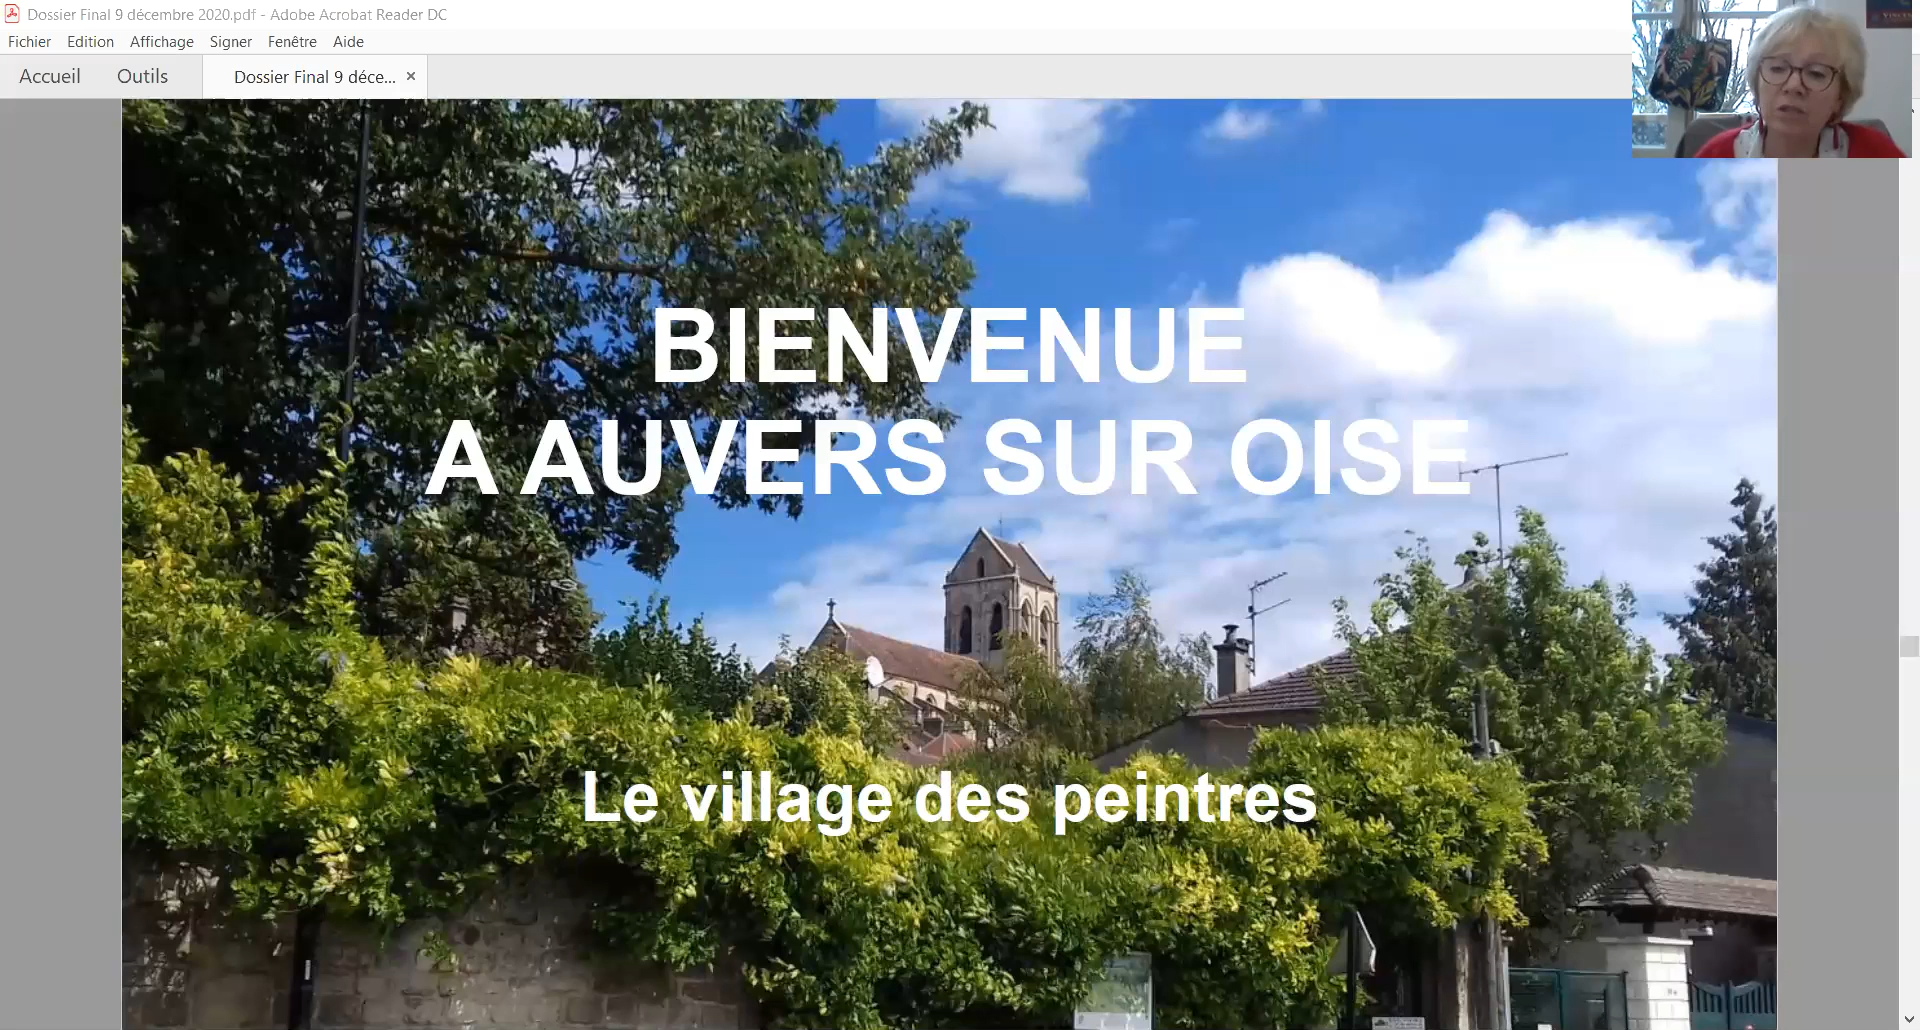 Dossier Final 9 décembre 2020.pdf - Adobe Acrobat Reader DC
Fichier Edition Affichage Signer Fenêtre Aide
Accueil Outils Dossier Final 9 déce... ×
BIENVENUE
A AUVERS SUR OISE
Le village des peintres